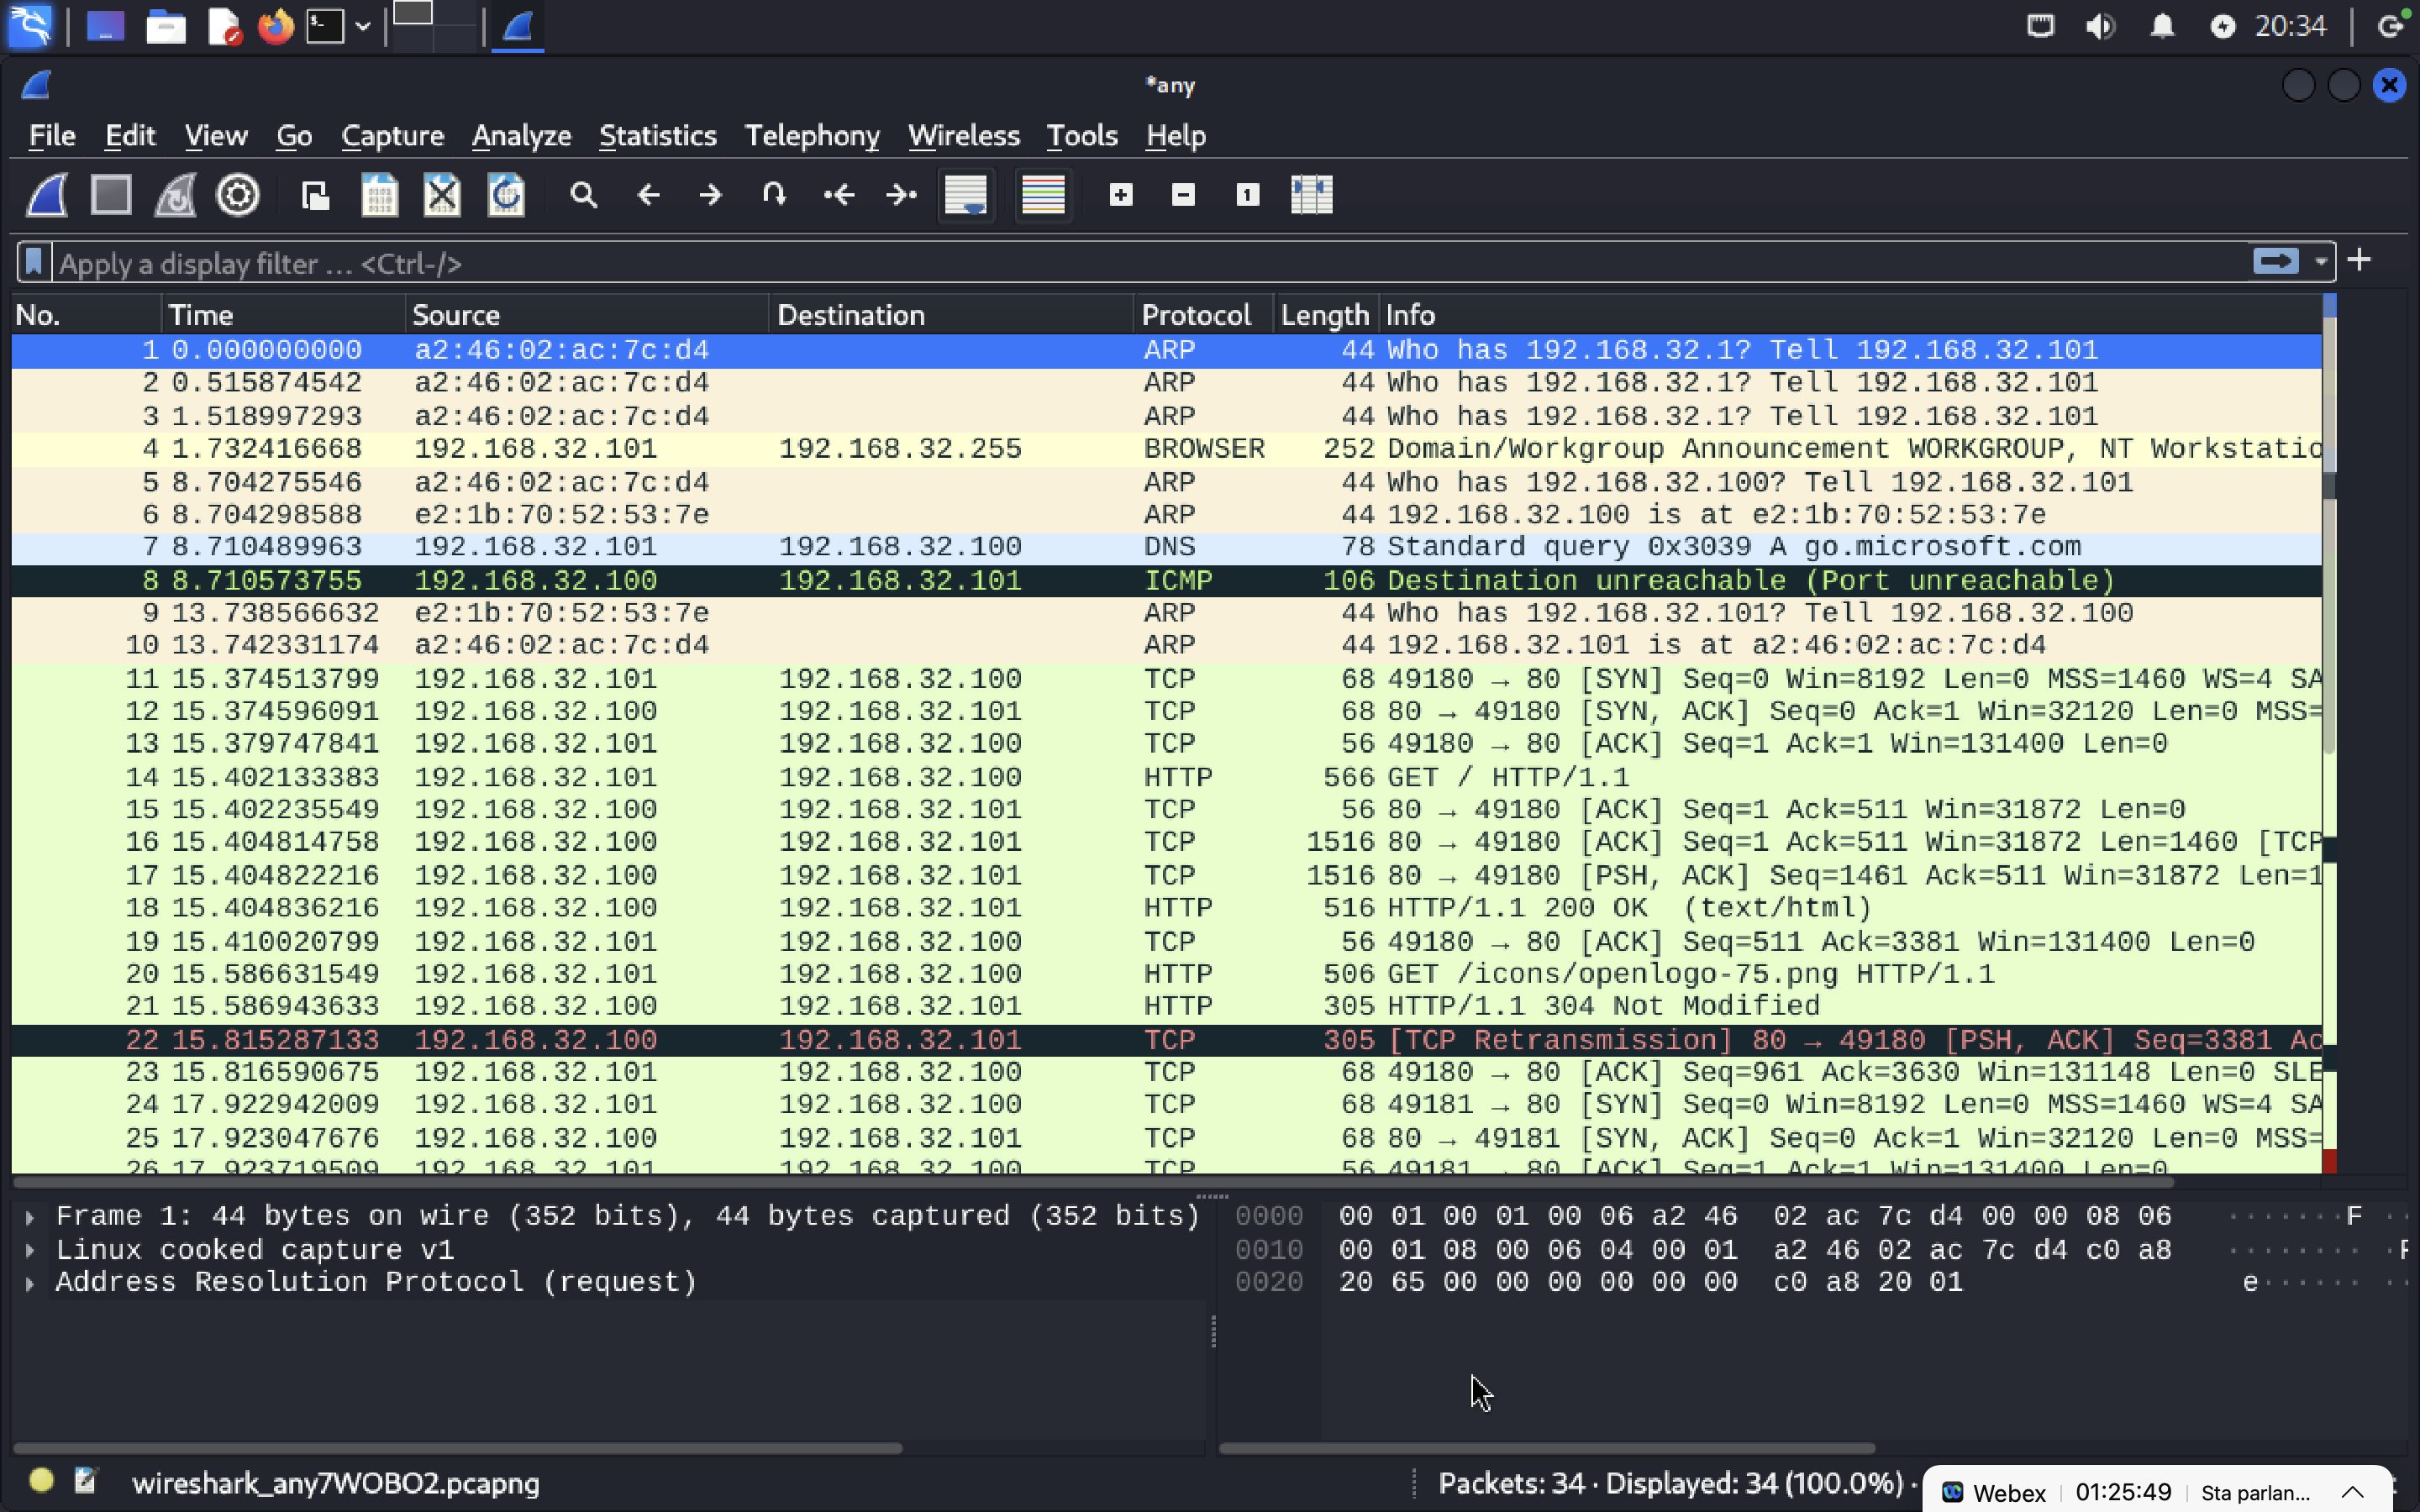 20:34
*any
File Edit View Go Capture Analyze Statistics Telephony Wireless Tools Help
Apply a display filter … <Ctrl-/>
No. Time Source Destination Protocol Length Info
1 0.000000000 a2:46:02:ac:7c:d4 ARP 44 Who has 192.168.32.1? Tell 192.168.32.101
2 0.515874542 a2:46:02:ac:7c:d4 ARP 44 Who has 192.168.32.1? Tell 192.168.32.101
3 1.518997293 a2:46:02:ac:7c:d4 ARP 44 Who has 192.168.32.1? Tell 192.168.32.101
4 1.732416668 192.168.32.101 192.168.32.255 BROWSER 252 Domain/Workgroup Announcement WORKGROUP, NT Workstatio
5 8.704275546 a2:46:02:ac:7c:d4 ARP 44 Who has 192.168.32.100? Tell 192.168.32.101
6 8.704298588 e2:1b:70:52:53:7e ARP 44 192.168.32.100 is at e2:1b:70:52:53:7e
7 8.710489963 192.168.32.101 192.168.32.100 DNS 78 Standard query 0x3039 A go.microsoft.com
8 8.710573755 192.168.32.100 192.168.32.101 ICMP 106 Destination unreachable (Port unreachable)
9 13.738566632 e2:1b:70:52:53:7e ARP 44 Who has 192.168.32.101? Tell 192.168.32.100
10 13.742331174 a2:46:02:ac:7c:d4 ARP 44 192.168.32.101 is at a2:46:02:ac:7c:d4
11 15.374513799 192.168.32.101 192.168.32.100 TCP 68 49180 → 80 [SYN] Seq=0 Win=8192 Len=0 MSS=1460 WS=4 SA
12 15.374596091 192.168.32.100 192.168.32.101 TCP 68 80 → 49180 [SYN, ACK] Seq=0 Ack=1 Win=32120 Len=0 MSS=
13 15.379747841 192.168.32.101 192.168.32.100 TCP 56 49180 → 80 [ACK] Seq=1 Ack=1 Win=131400 Len=0
14 15.402133383 192.168.32.101 192.168.32.100 HTTP 566 GET / HTTP/1.1
15 15.402235549 192.168.32.100 192.168.32.101 TCP 56 80 → 49180 [ACK] Seq=1 Ack=511 Win=31872 Len=0
16 15.404814758 192.168.32.100 192.168.32.101 TCP 1516 80 → 49180 [ACK] Seq=1 Ack=511 Win=31872 Len=1460 [TCP
17 15.404822216 192.168.32.100 192.168.32.101 TCP 1516 80 → 49180 [PSH, ACK] Seq=1461 Ack=511 Win=31872 Len=1
18 15.404836216 192.168.32.100 192.168.32.101 HTTP 516 HTTP/1.1 200 OK (text/html)
19 15.410020799 192.168.32.101 192.168.32.100 TCP 56 49180 → 80 [ACK] Seq=511 Ack=3381 Win=131400 Len=0
20 15.586631549 192.168.32.101 192.168.32.100 HTTP 506 GET /icons/openlogo-75.png HTTP/1.1
21 15.586943633 192.168.32.100 192.168.32.101 HTTP 305 HTTP/1.1 304 Not Modified
22 15.815287133 192.168.32.100 192.168.32.101 TCP 305 [TCP Retransmission] 80 → 49180 [PSH, ACK] Seq=3381 Ac
23 15.816590675 192.168.32.101 192.168.32.100 TCP 68 49180 → 80 [ACK] Seq=961 Ack=3630 Win=131148 Len=0 SLE
24 17.922942009 192.168.32.101 192.168.32.100 TCP 68 49181 → 80 [SYN] Seq=0 Win=8192 Len=0 MSS=1460 WS=4 SA
25 17.923047676 192.168.32.100 192.168.32.101 TCP 68 80 → 49181 [SYN, ACK] Seq=0 Ack=1 Win=32120 Len=0 MSS=
26 17.923719509 192.168.32.101 192.168.32.100 TCP 56 49181 → 80 [ACK] Seq=1 Ack=1 Win=131400 Len=0
Frame 1: 44 bytes on wire (352 bits), 44 bytes captured (352 bits)
Linux cooked capture v1
Address Resolution Protocol (request)
0000 00 01 00 01 00 06 a2 46 02 ac 7c d4 00 00 08 06 ·······F ··
0010 00 01 08 00 06 04 00 01 a2 46 02 ac 7c d4 c0 a8 ········ ·F
0020 20 65 00 00 00 00 00 00 c0 a8 20 01 e······ ··
wireshark_any7WOBO2.pcapng
Packets: 34 · Displayed: 34 (100.0%) ·
Webex 01:25:49 Sta parlan...